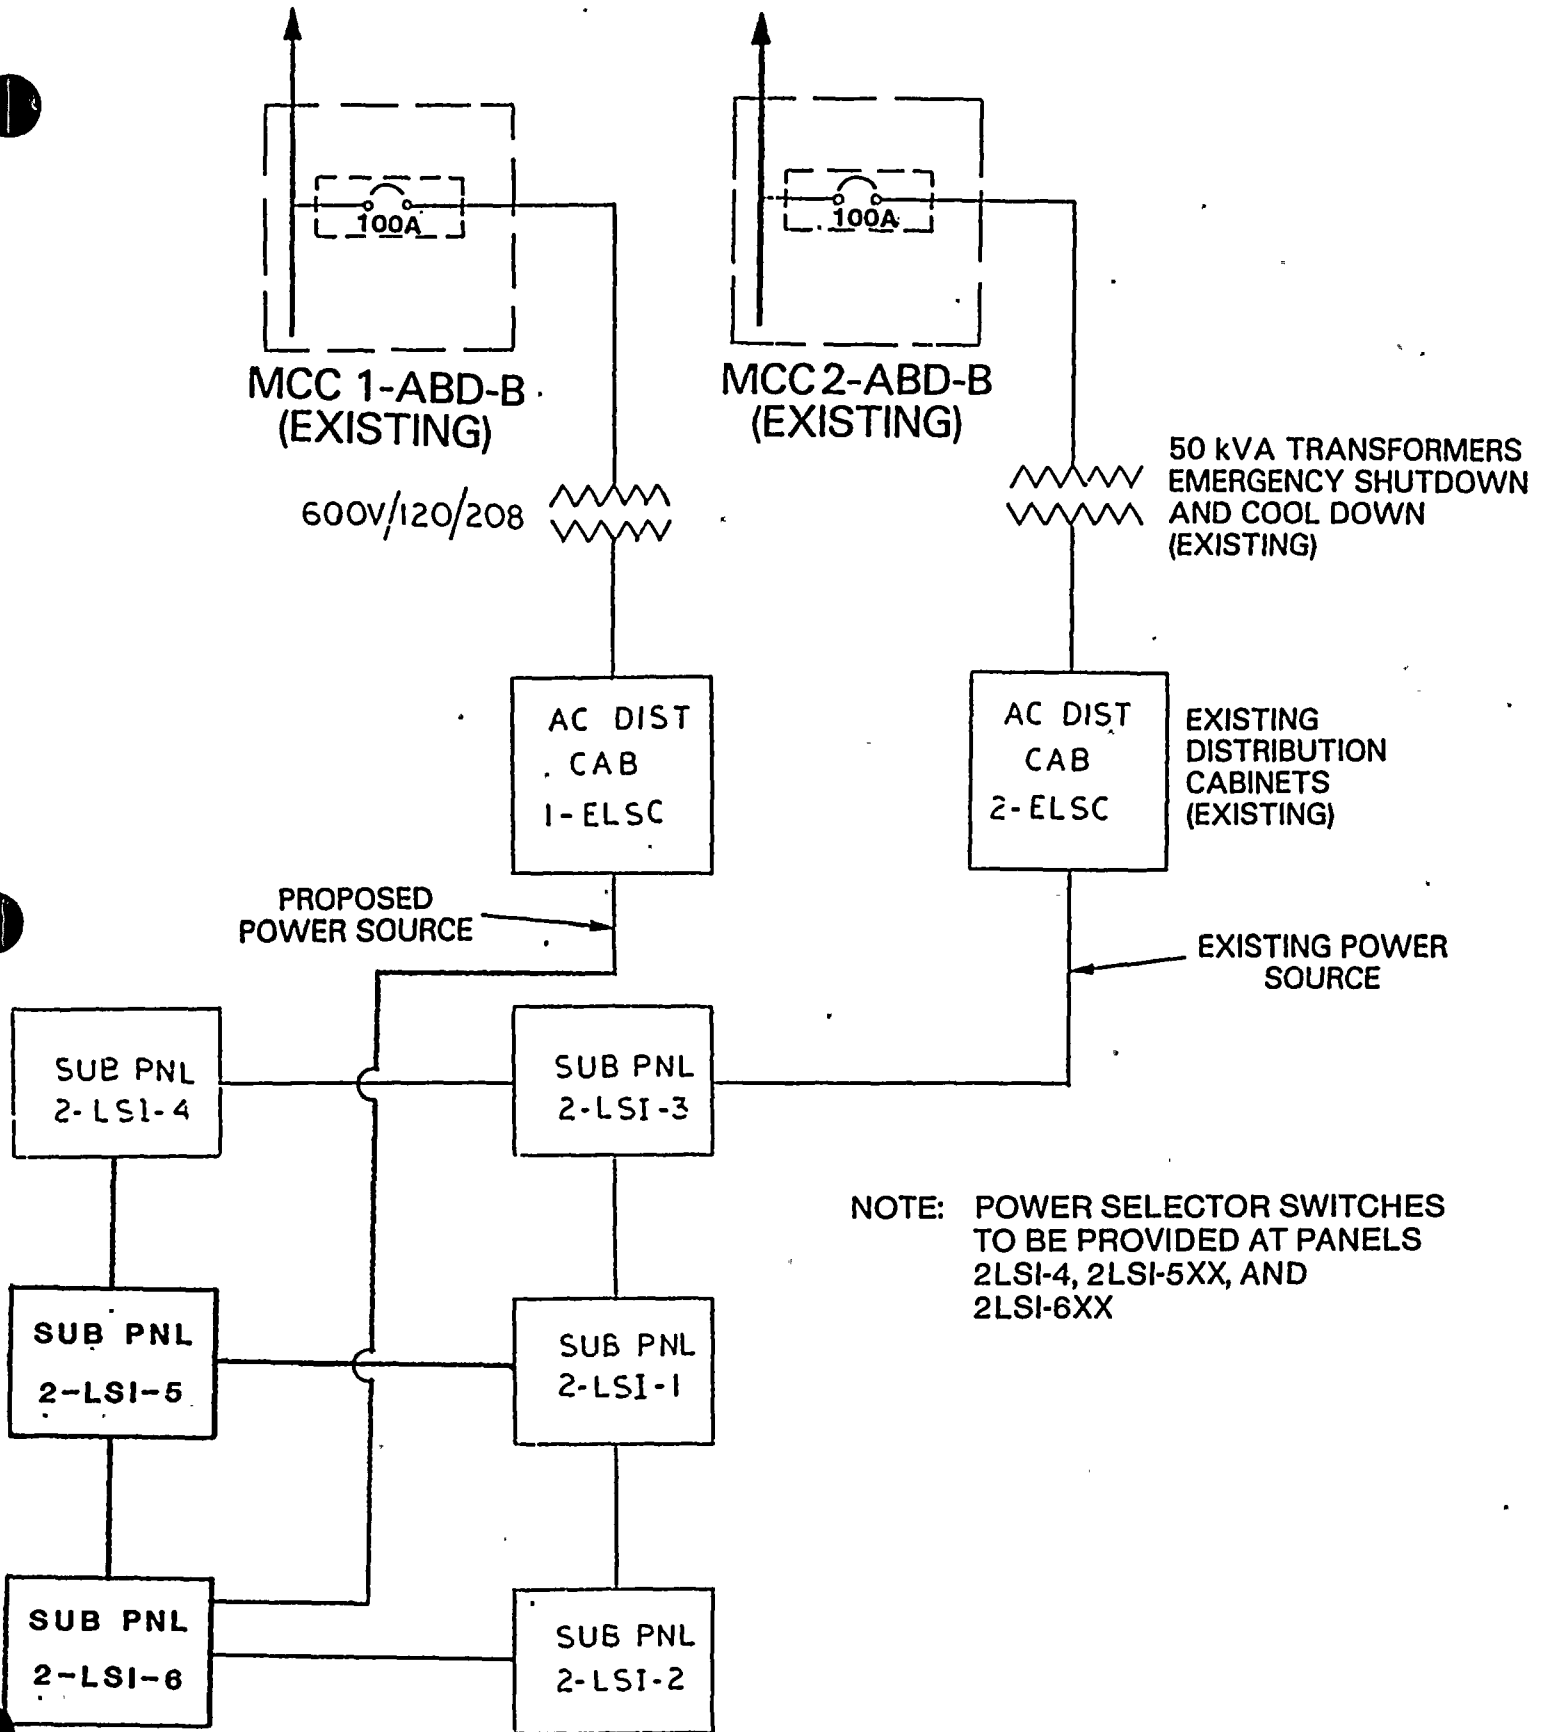 100A
100A
MCC 1-ABD-B
(EXISTING)
MCC 2-ABD-B
(EXISTING)
600V/120/208
50 kVA TRANSFORMERS
EMERGENCY SHUTDOWN
AND COOL DOWN
(EXISTING)
AC DIST
CAB
1-ELSC
AC DIST
CAB
2-ELSC
EXISTING
DISTRIBUTION
CABINETS
(EXISTING)
PROPOSED
POWER SOURCE
EXISTING POWER
SOURCE
SUB PNL
2-LSI-4
SUB PNL
2-LSI-3
NOTE: POWER SELECTOR SWITCHES
TO BE PROVIDED AT PANELS
2LSI-4, 2LSI-5XX, AND
2LSI-6XX
SUB PNL
2-LSI-5
SUB PNL
2-LSI-1
SUB PNL
2-LSI-6
SUB PNL
2-LSI-2